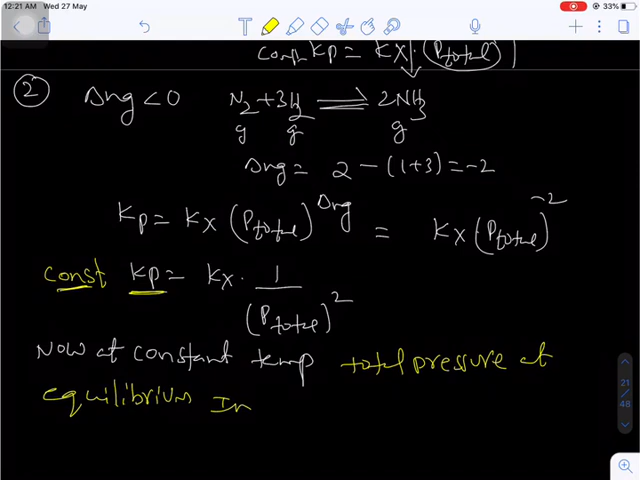 12:21 AM Wed 27 May
33%
const KP = Kx · (Ptotal)
2 Δng < 0 N2 + 3H2 ⇌ 2NH3
g g g
Δng = 2 - (1+3) = -2
Kp = Kx (Ptotal)^Δng = Kx (Ptotal)^-2
const Kp = Kx · 1/(Ptotal)^2
Now at constant temp total pressure at
equilibrium In
21
48